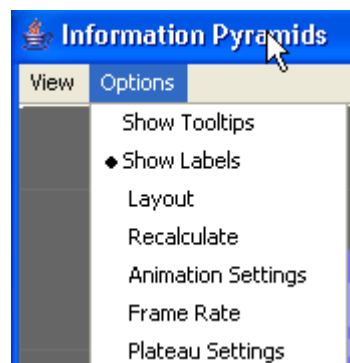 Information Pyramids
View Options
Show Tooltips
Show Labels
Layout
Recalculate
Animation Settings
Frame Rate
Plateau Settings